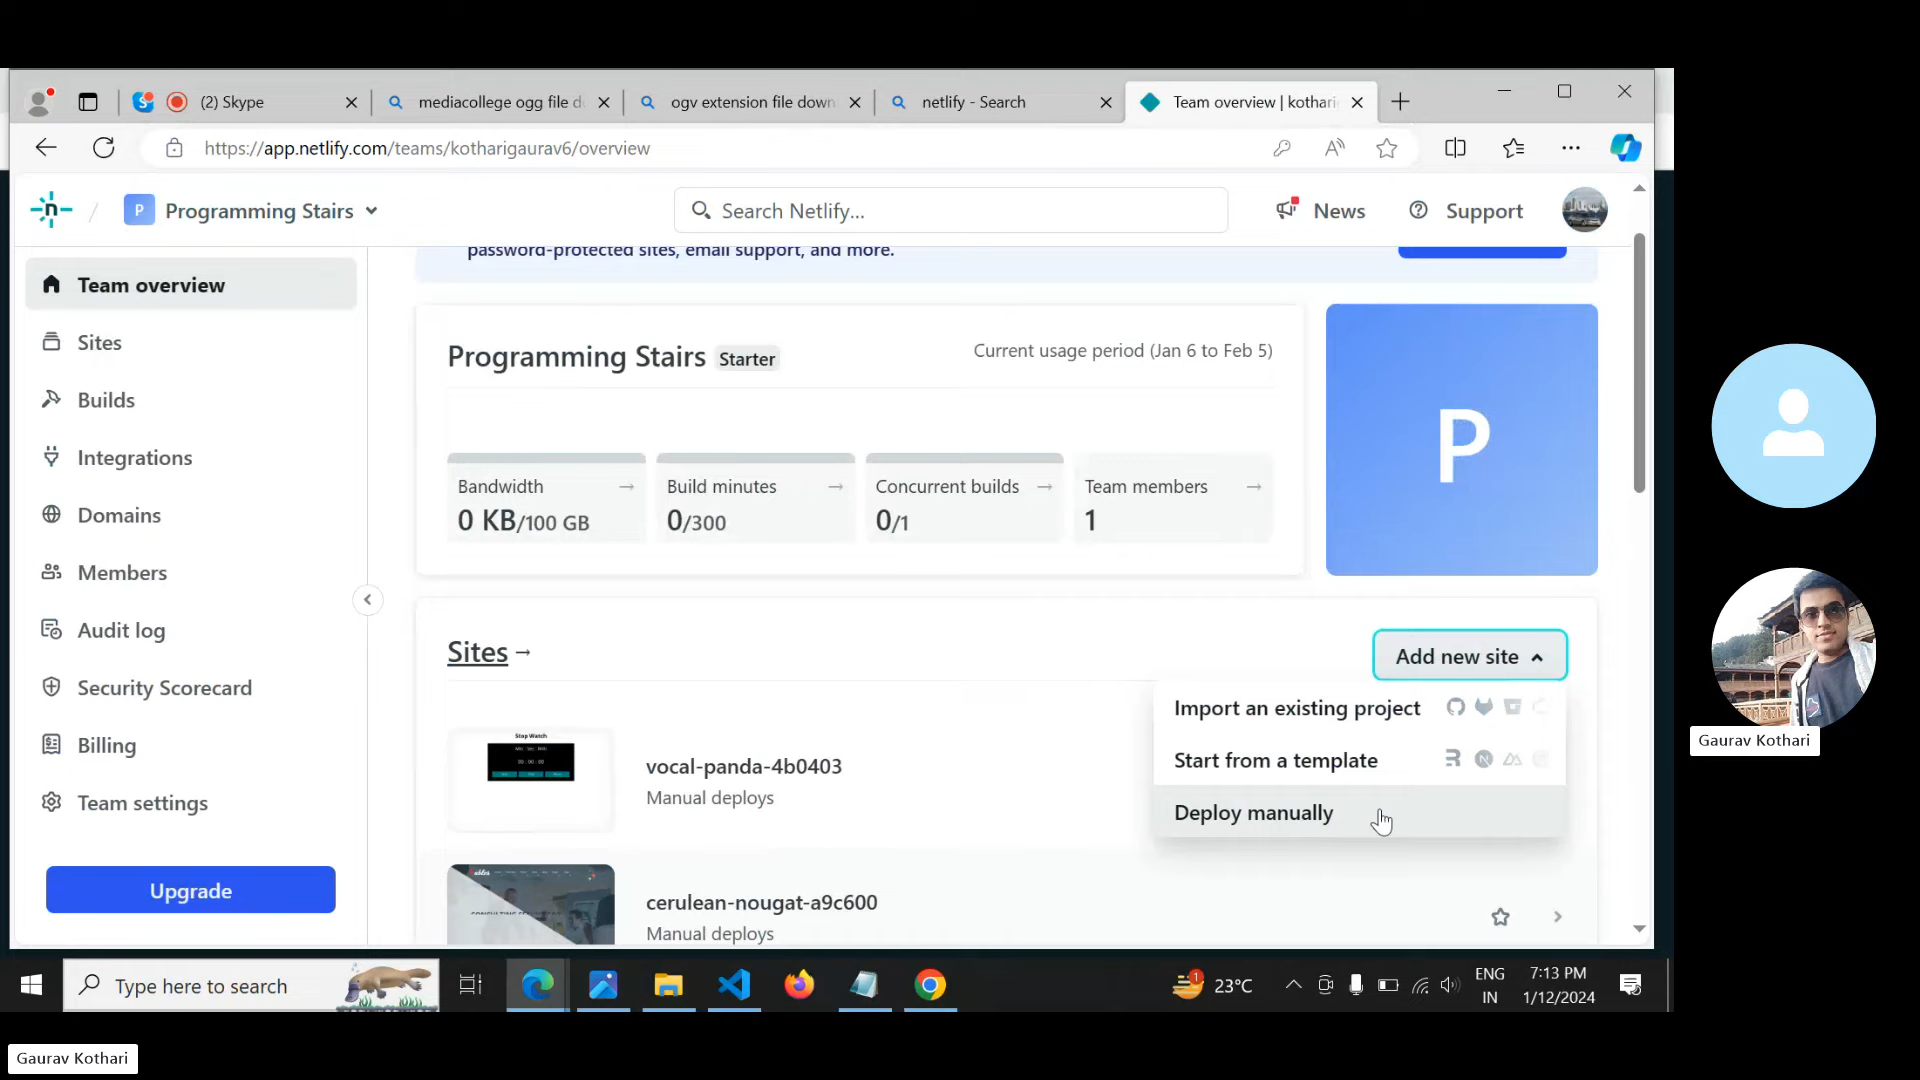 (2) Skype
mediacollege ogg file d
ogv extension file down
netlify - Search
Team overview | kothari
https://app.netlify.com/teams/kotharigaurav6/overview
P
Programming Stairs
Search Netlify...
News
Support
password-protected sites, email support, and more.
Team overview
Sites
Builds
Integrations
Domains
Members
Audit log
Security Scorecard
Billing
Team settings
Upgrade
Programming Stairs Starter
Current usage period (Jan 6 to Feb 5)
Bandwidth
0 KB/100 GB
Build minutes
0/300
Concurrent builds
0/1
Team members
1
P
Sites →
Add new site
Import an existing project
Start from a template
Deploy manually
Stop Watch
vocal-panda-4b0403
Manual deploys
cerulean-nougat-a9c600
Manual deploys
Type here to search
1
23°C
ENG
IN
7:13 PM
1/12/2024
Gaurav Kothari
Gaurav Kothari